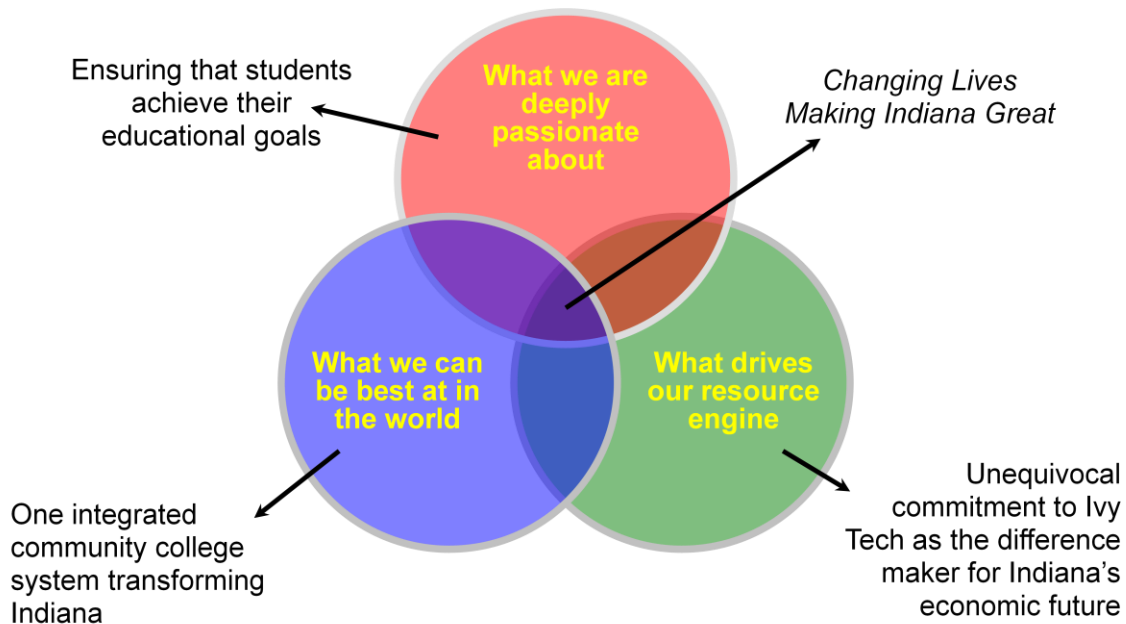 Ensuring that students
achieve their
educational goals
What we are
deeply
passionate
about
Changing Lives
Making Indiana Great
What we can
be best at in
the world
What drives
our resource
engine
One integrated
community college
system transforming
Indiana
Unequivocal
commitment to Ivy
Tech as the difference
maker for Indiana’s
economic future